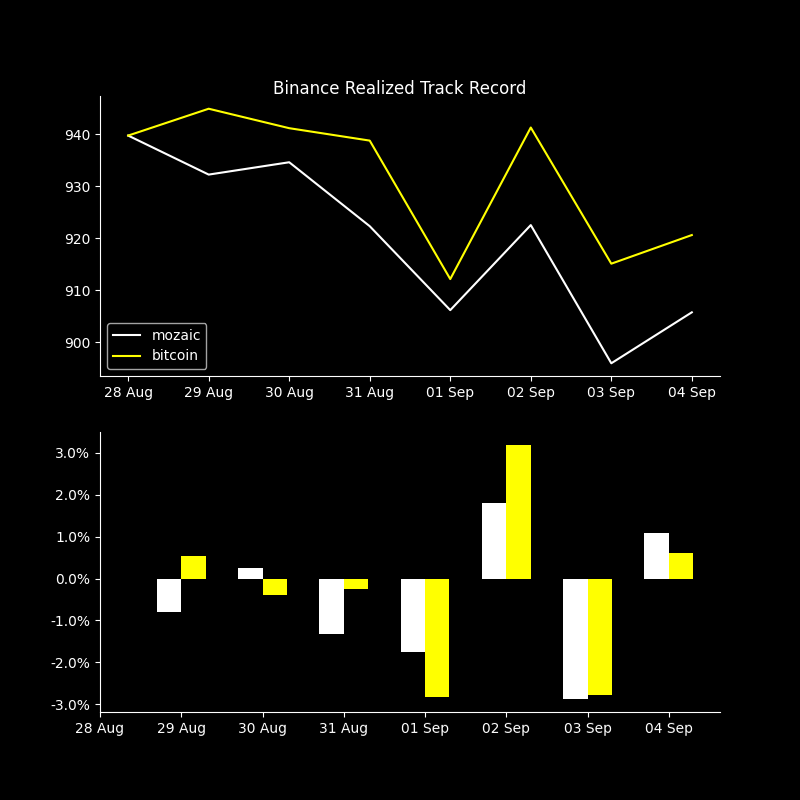 Binance Realized Track Record
940
930
920
910
900
mozaic
bitcoin
28 Aug 29 Aug 30 Aug 31 Aug 01 Sep 02 Sep 03 Sep 04 Sep
3.0%
2.0%
1.0%
0.0%
-1.0%
-2.0%
-3.0%
28 Aug 29 Aug 30 Aug 31 Aug 01 Sep 02 Sep 03 Sep 04 Sep